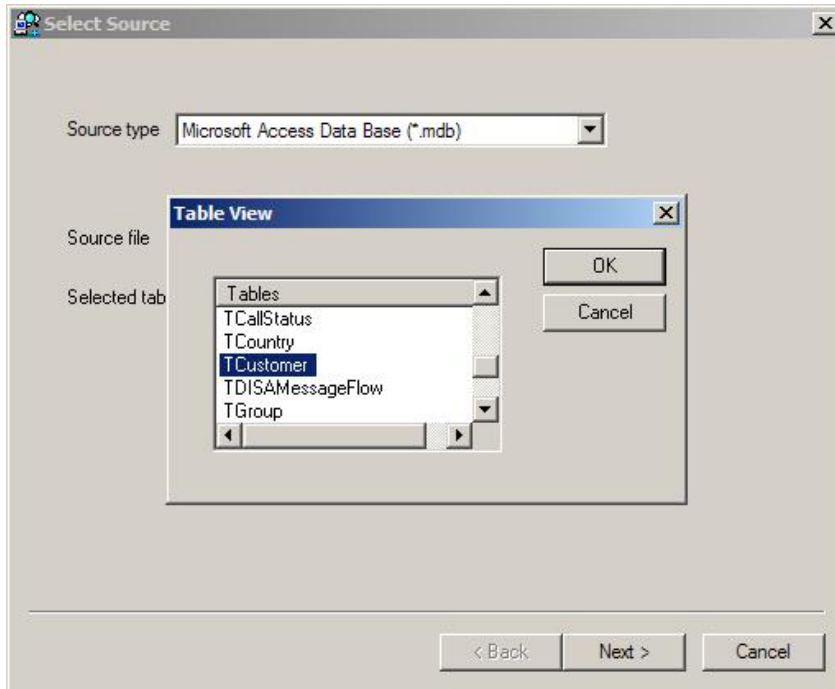 Select Source
Source type Microsoft Access Data Base (*.mdb)
Table View
Source file
OK
Selected tab
Tables
Cancel
TCallStatus
TCountry
TCustomer
TDISAMessageFlow
TGroup
< Back Next > Cancel